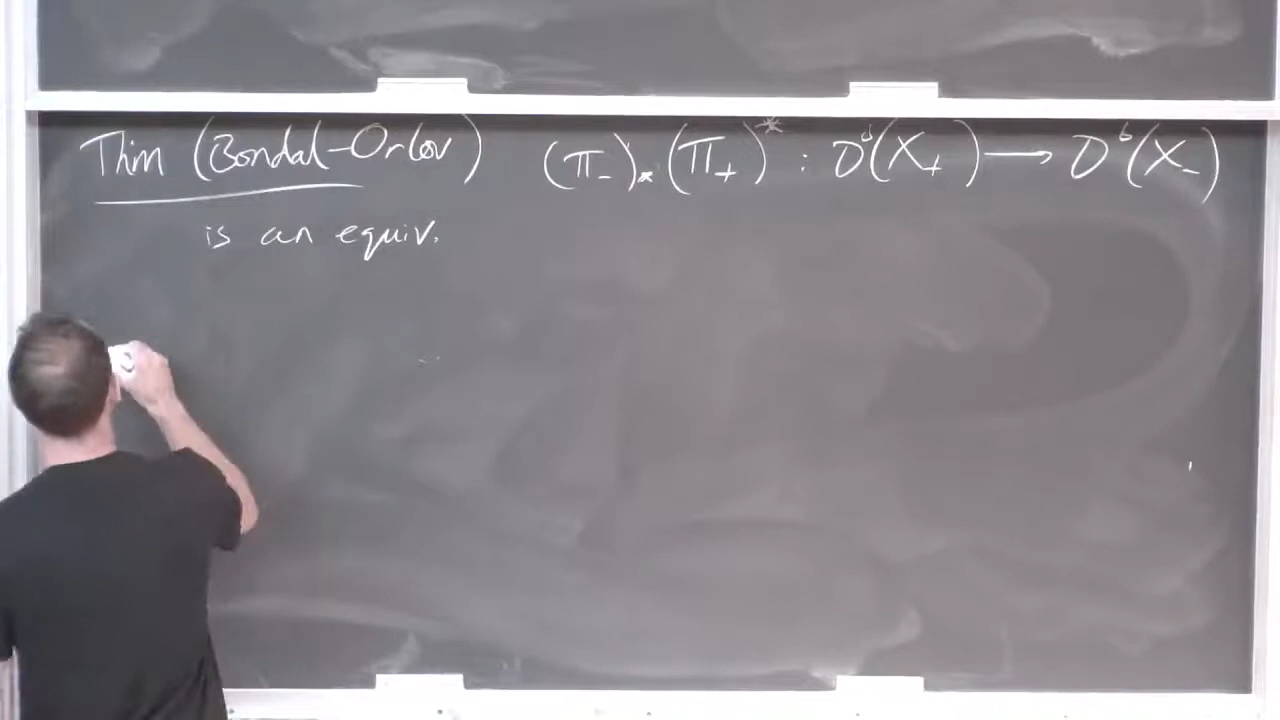 Thm (Bondal-Orlov) (π₋)_* (π₊)^* : D^b(X₊) ⟶ D^b(X₋)
is an equiv.